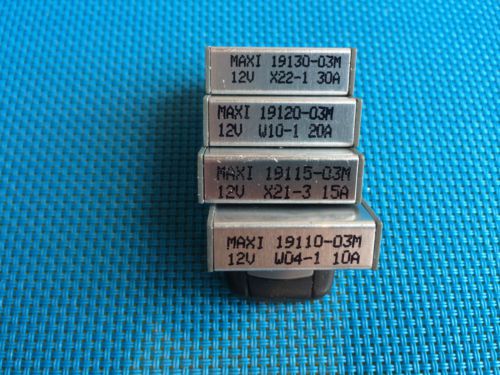 MAXI 19130-03M
12V X22-1 30A
MAXI 19120-03M
12V W10-1 20A
MAXI 19115-03M
12V X21-3 15A
MAXI 19110-03M
12V W04-1 10A